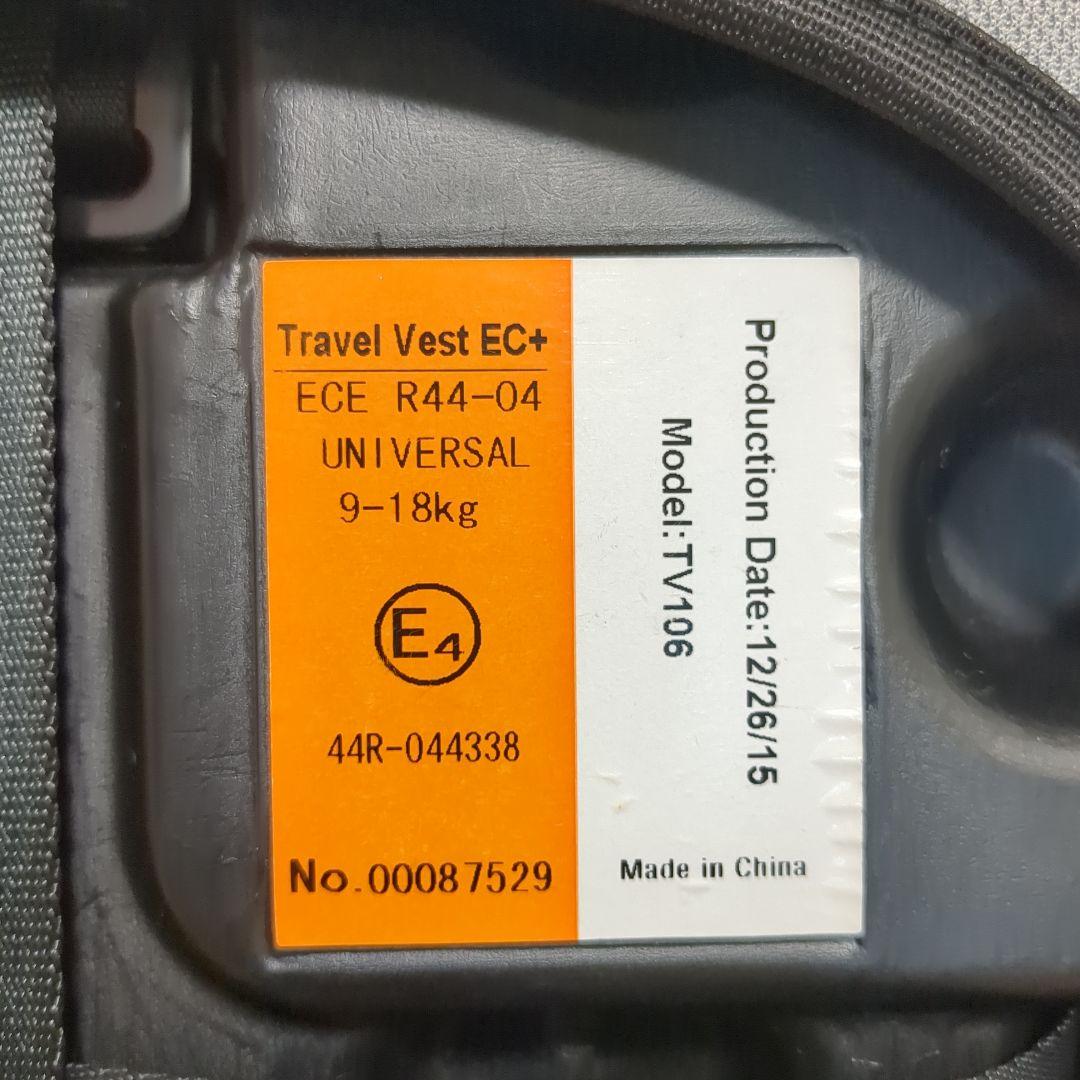 Travel Vest EC+
ECE R44-04
UNIVERSAL
9-18kg
E4
44R-044338
No.00087529
Production Date:12/26/15
Model:TV106
Made in China